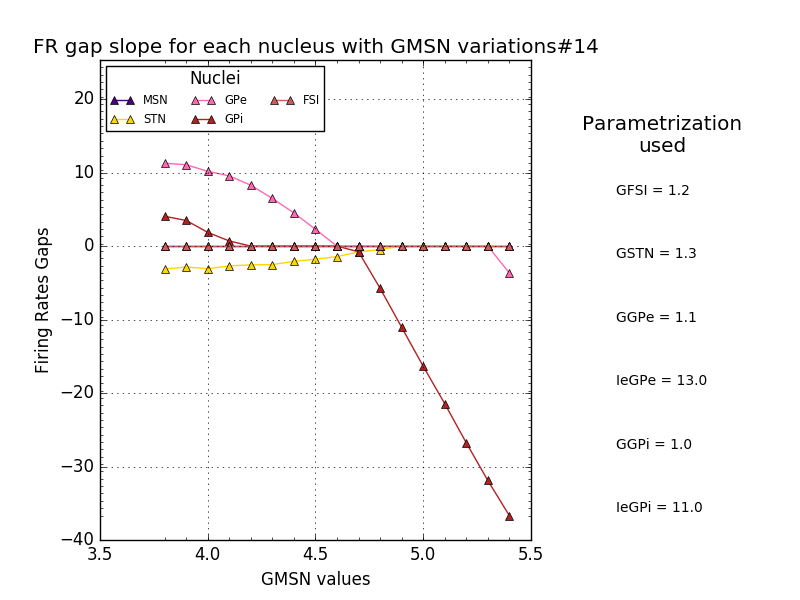 FR gap slope for each nucleus with GMSN variations#14
Nuclei
MSN GPe FSI
STN GPi
20
10
0
−10
−20
−30
−40
Firing Rates Gaps
3.5 4.0 4.5 5.0 5.5
GMSN values
Parametrization
used
GFSI = 1.2
GSTN = 1.3
GGPe = 1.1
IeGPe = 13.0
GGPi = 1.0
IeGPi = 11.0